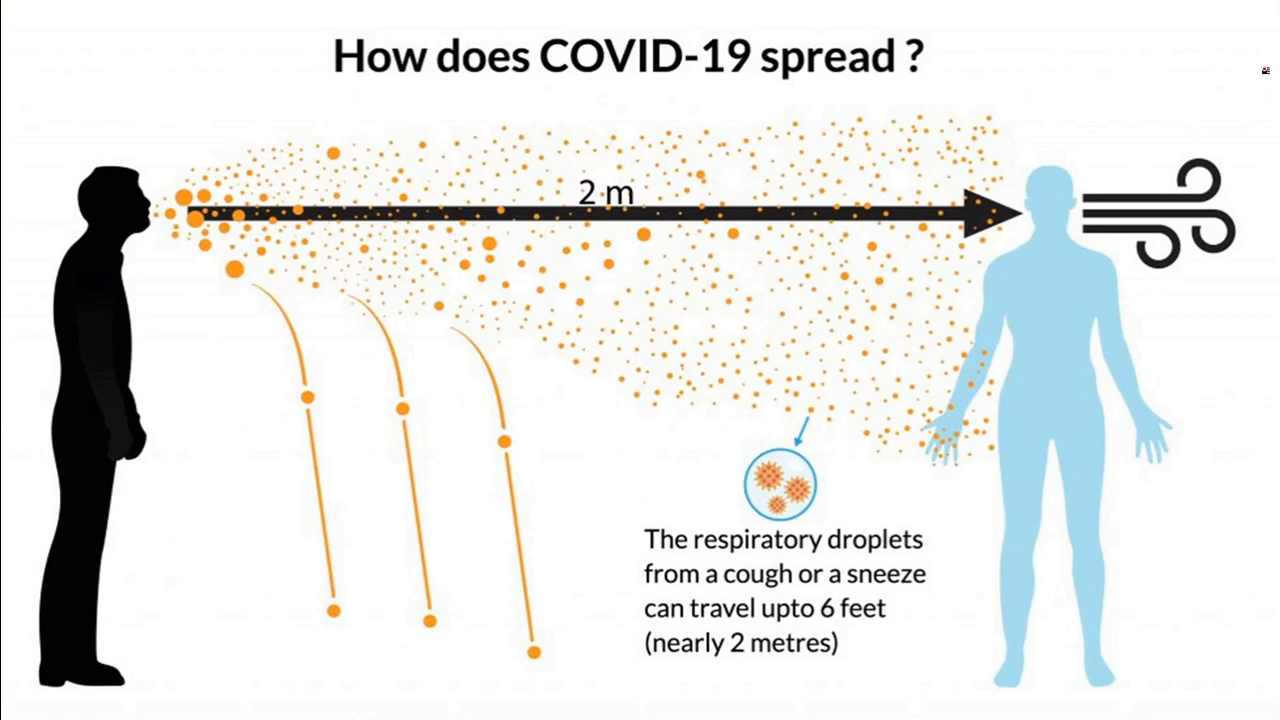 How does COVID-19 spread ?
2 m
The respiratory droplets
from a cough or a sneeze
can travel upto 6 feet
(nearly 2 metres)